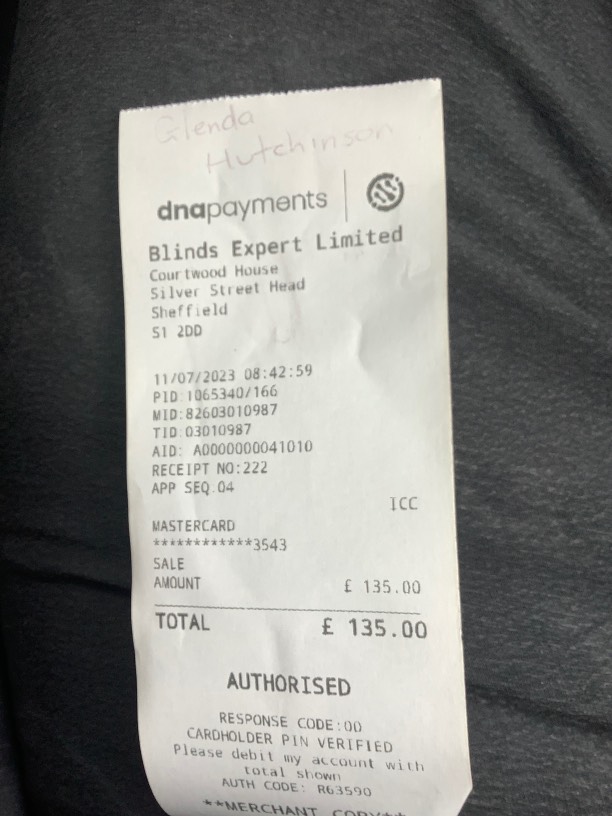 Glenda
Hutchinson
dnapayments
Blinds Expert Limited
Courtwood House
Silver Street Head
Sheffield
S1 2DD
11/07/2023 08:42:59
PID:1065340/166
MID:82603010987
TID:03010987
AID: A0000000041010
RECEIPT NO:222
APP SEQ:04
ICC
MASTERCARD
************3543
SALE
AMOUNT £ 135.00
TOTAL £ 135.00
AUTHORISED
RESPONSE CODE:00
CARDHOLDER PIN VERIFIED
Please debit my account with
total shown
AUTH CODE: R63590
**MERCHANT COPY**